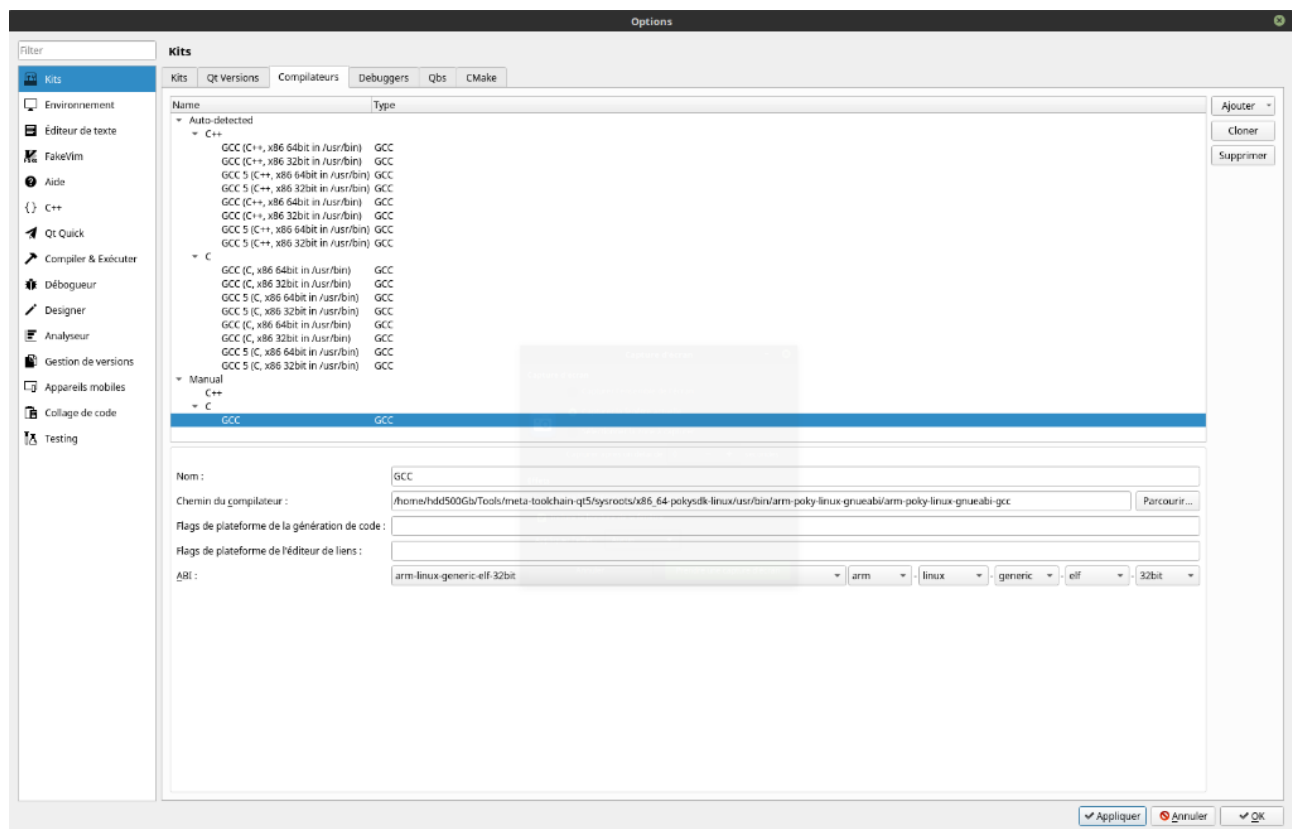 Options
Filter
Kits
Environnement
Éditeur de texte
FakeVim
Aide
{} C++
Qt Quick
Compiler & Exécuter
Débogueur
Designer
Analyseur
Gestion de versions
Appareils mobiles
Collage de code
Testing
Kits
Kits Qt Versions Compilateurs Debuggers Qbs CMake
Name Type
Auto-detected
C++
GCC (C++, x86 64bit in /usr/bin) GCC
GCC (C++, x86 32bit in /usr/bin) GCC
GCC 5 (C++, x86 64bit in /usr/bin) GCC
GCC 5 (C++, x86 32bit in /usr/bin) GCC
GCC (C++, x86 64bit in /usr/bin) GCC
GCC (C++, x86 32bit in /usr/bin) GCC
GCC 5 (C++, x86 64bit in /usr/bin) GCC
GCC 5 (C++, x86 32bit in /usr/bin) GCC
C
GCC (C, x86 64bit in /usr/bin) GCC
GCC (C, x86 32bit in /usr/bin) GCC
GCC 5 (C, x86 64bit in /usr/bin) GCC
GCC 5 (C, x86 32bit in /usr/bin) GCC
GCC (C, x86 64bit in /usr/bin) GCC
GCC (C, x86 32bit in /usr/bin) GCC
GCC 5 (C, x86 64bit in /usr/bin) GCC
GCC 5 (C, x86 32bit in /usr/bin) GCC
Manual
C++
C
GCC GCC
Ajouter
Cloner
Supprimer
Nom : GCC
Chemin du compilateur : /home/hdd500Gb/Tools/meta-toolchain-qt5/sysroots/x86_64-pokysdk-linux/usr/bin/arm-poky-linux-gnueabi/arm-poky-linux-gnueabi-gcc Parcourir...
Flags de plateforme de la génération de code :
Flags de plateforme de l'éditeur de liens :
ABI : arm-linux-generic-elf-32bit arm - linux - generic - elf - 32bit
Appliquer Annuler OK